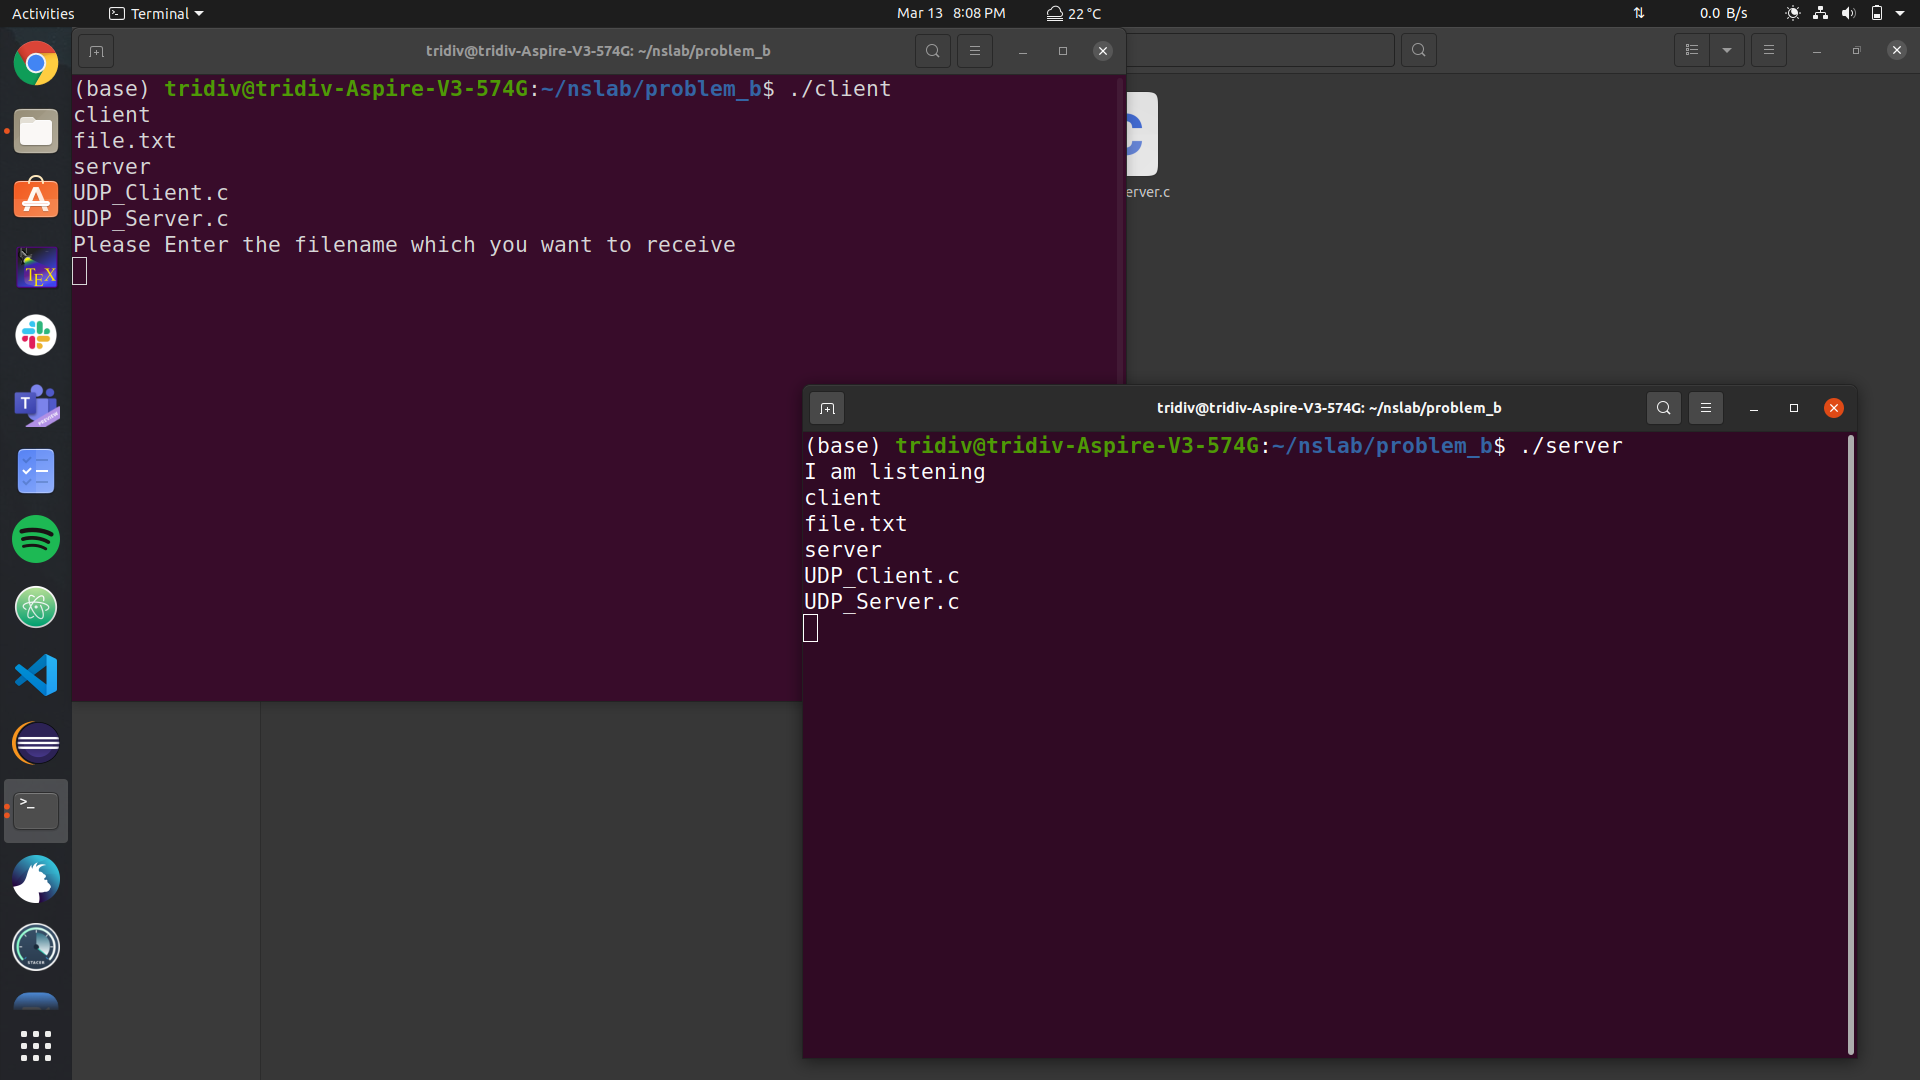 Activities
Terminal
Mar 13 8:08 PM
22 °C
0.0 B/s
tridiv@tridiv-Aspire-V3-574G: ~/nslab/problem_b
(base) tridiv@tridiv-Aspire-V3-574G:~/nslab/problem_b$ ./client
client
file.txt
server
UDP_Client.c
UDP_Server.c
Please Enter the filename which you want to receive
erver.c
tridiv@tridiv-Aspire-V3-574G: ~/nslab/problem_b
(base) tridiv@tridiv-Aspire-V3-574G:~/nslab/problem_b$ ./server
I am listening
client
file.txt
server
UDP_Client.c
UDP_Server.c
TEX
T
>_
STACER